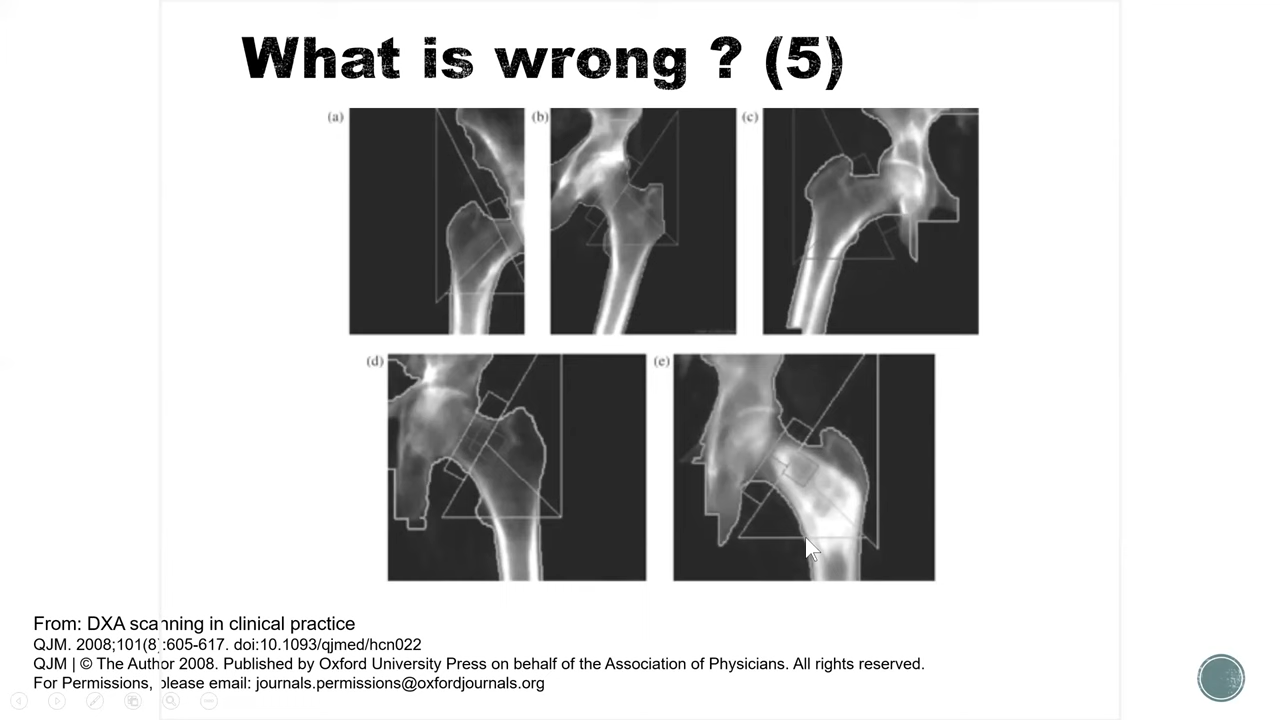 What is wrong ? (5)
(a) (b) (c)
(d) (e)
From: DXA scanning in clinical practice
QJM. 2008;101(8):605-617. doi:10.1093/qjmed/hcn022
QJM | © The Author 2008. Published by Oxford University Press on behalf of the Association of Physicians. All rights reserved.
For Permissions, please email: journals.permissions@oxfordjournals.org